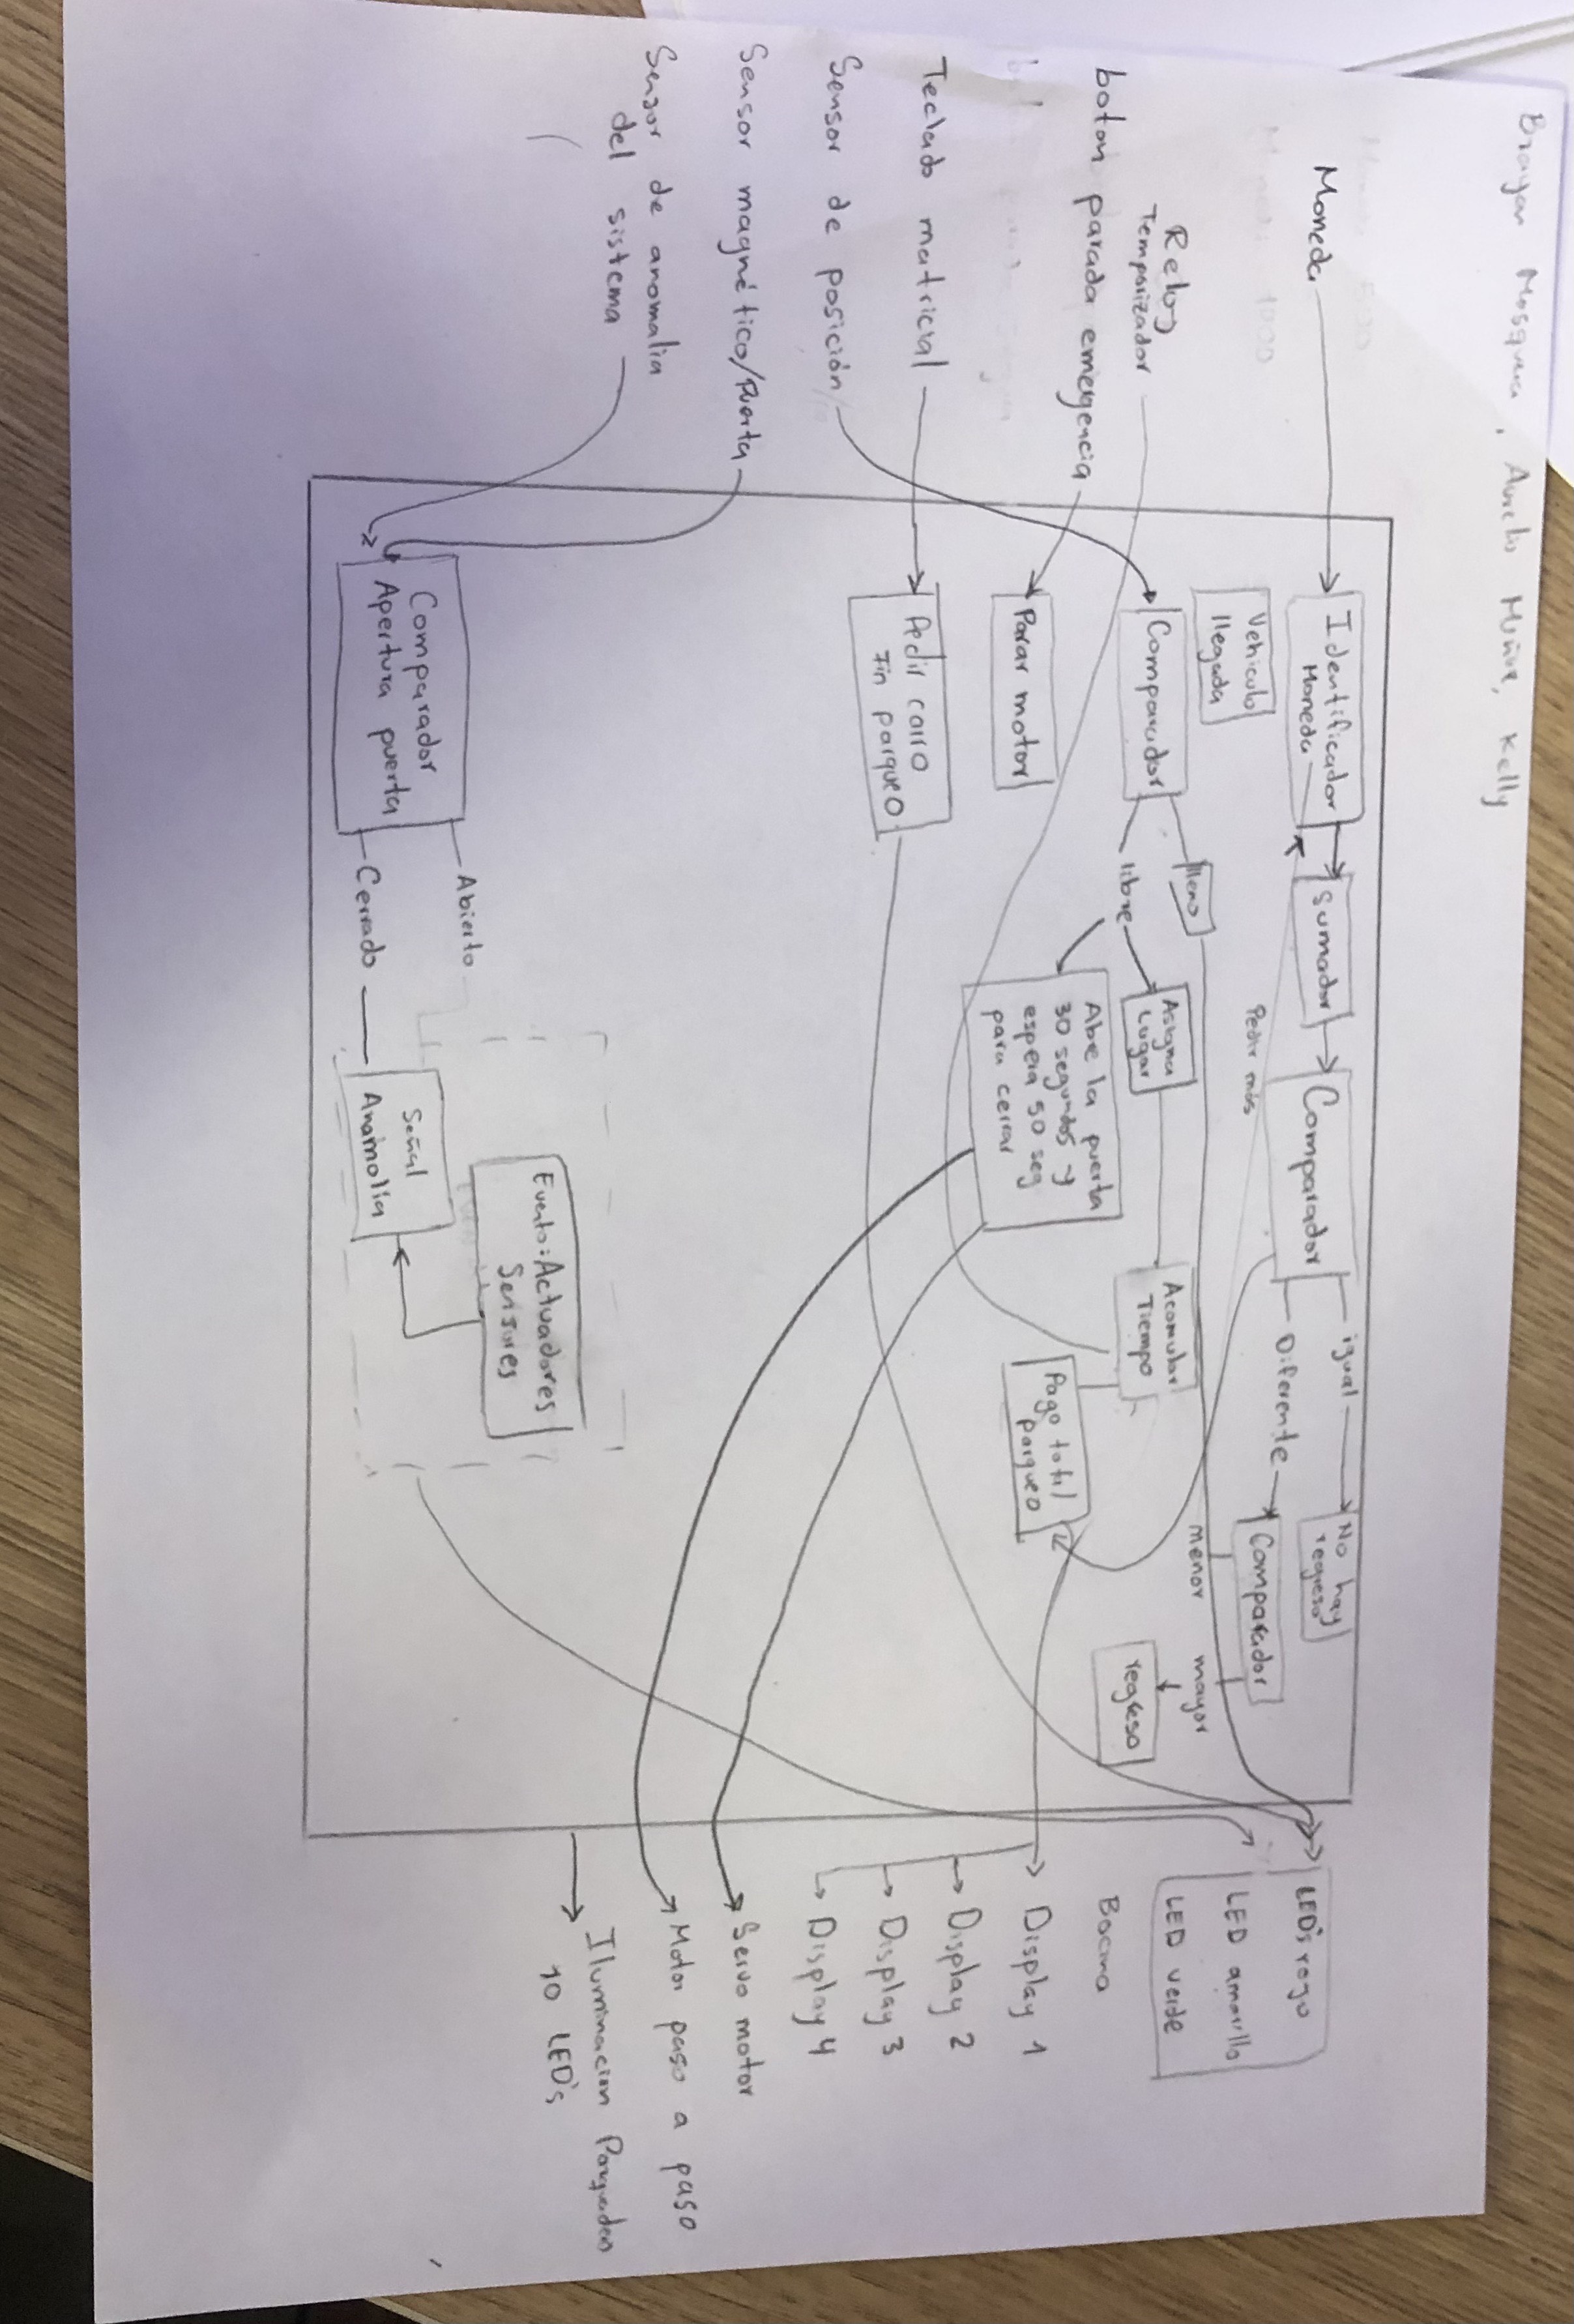 Brayan Mosquera, Aurelio Muñoz, Kelly
Moneda
Reloj
Temporizador
boton parada emergencia
Teclado matricial
Sensor de posición
Sensor magnético/Puerta
Sensor de anomalia
del sistema
Identificador
Moneda
Sumador
Comparador
igual
No hay
regreso
Diferente
Comparador
Pedir más
menor
mayor
regreso
Vehiculo
llegada
Comparador
lleno
libre
Asigna
Lugar
Acomular
Tiempo
Abe la puerta
30 segundos y
espera 50 seg
para cerrar
Pago total
parqueo
Parar motor
Pedir carro
Fin parqueo
Comparador
Apertura puerta
Abierto
Cerrado
Señal
Anamolía
Evento: Actuadores
Sensores
LED's rojo
LED amarillo
LED verde
Bocina
Display 1
Display 2
Display 3
Display 4
Servo motor
Motor paso a paso
Iluminacion Parqueadero
10 LED's